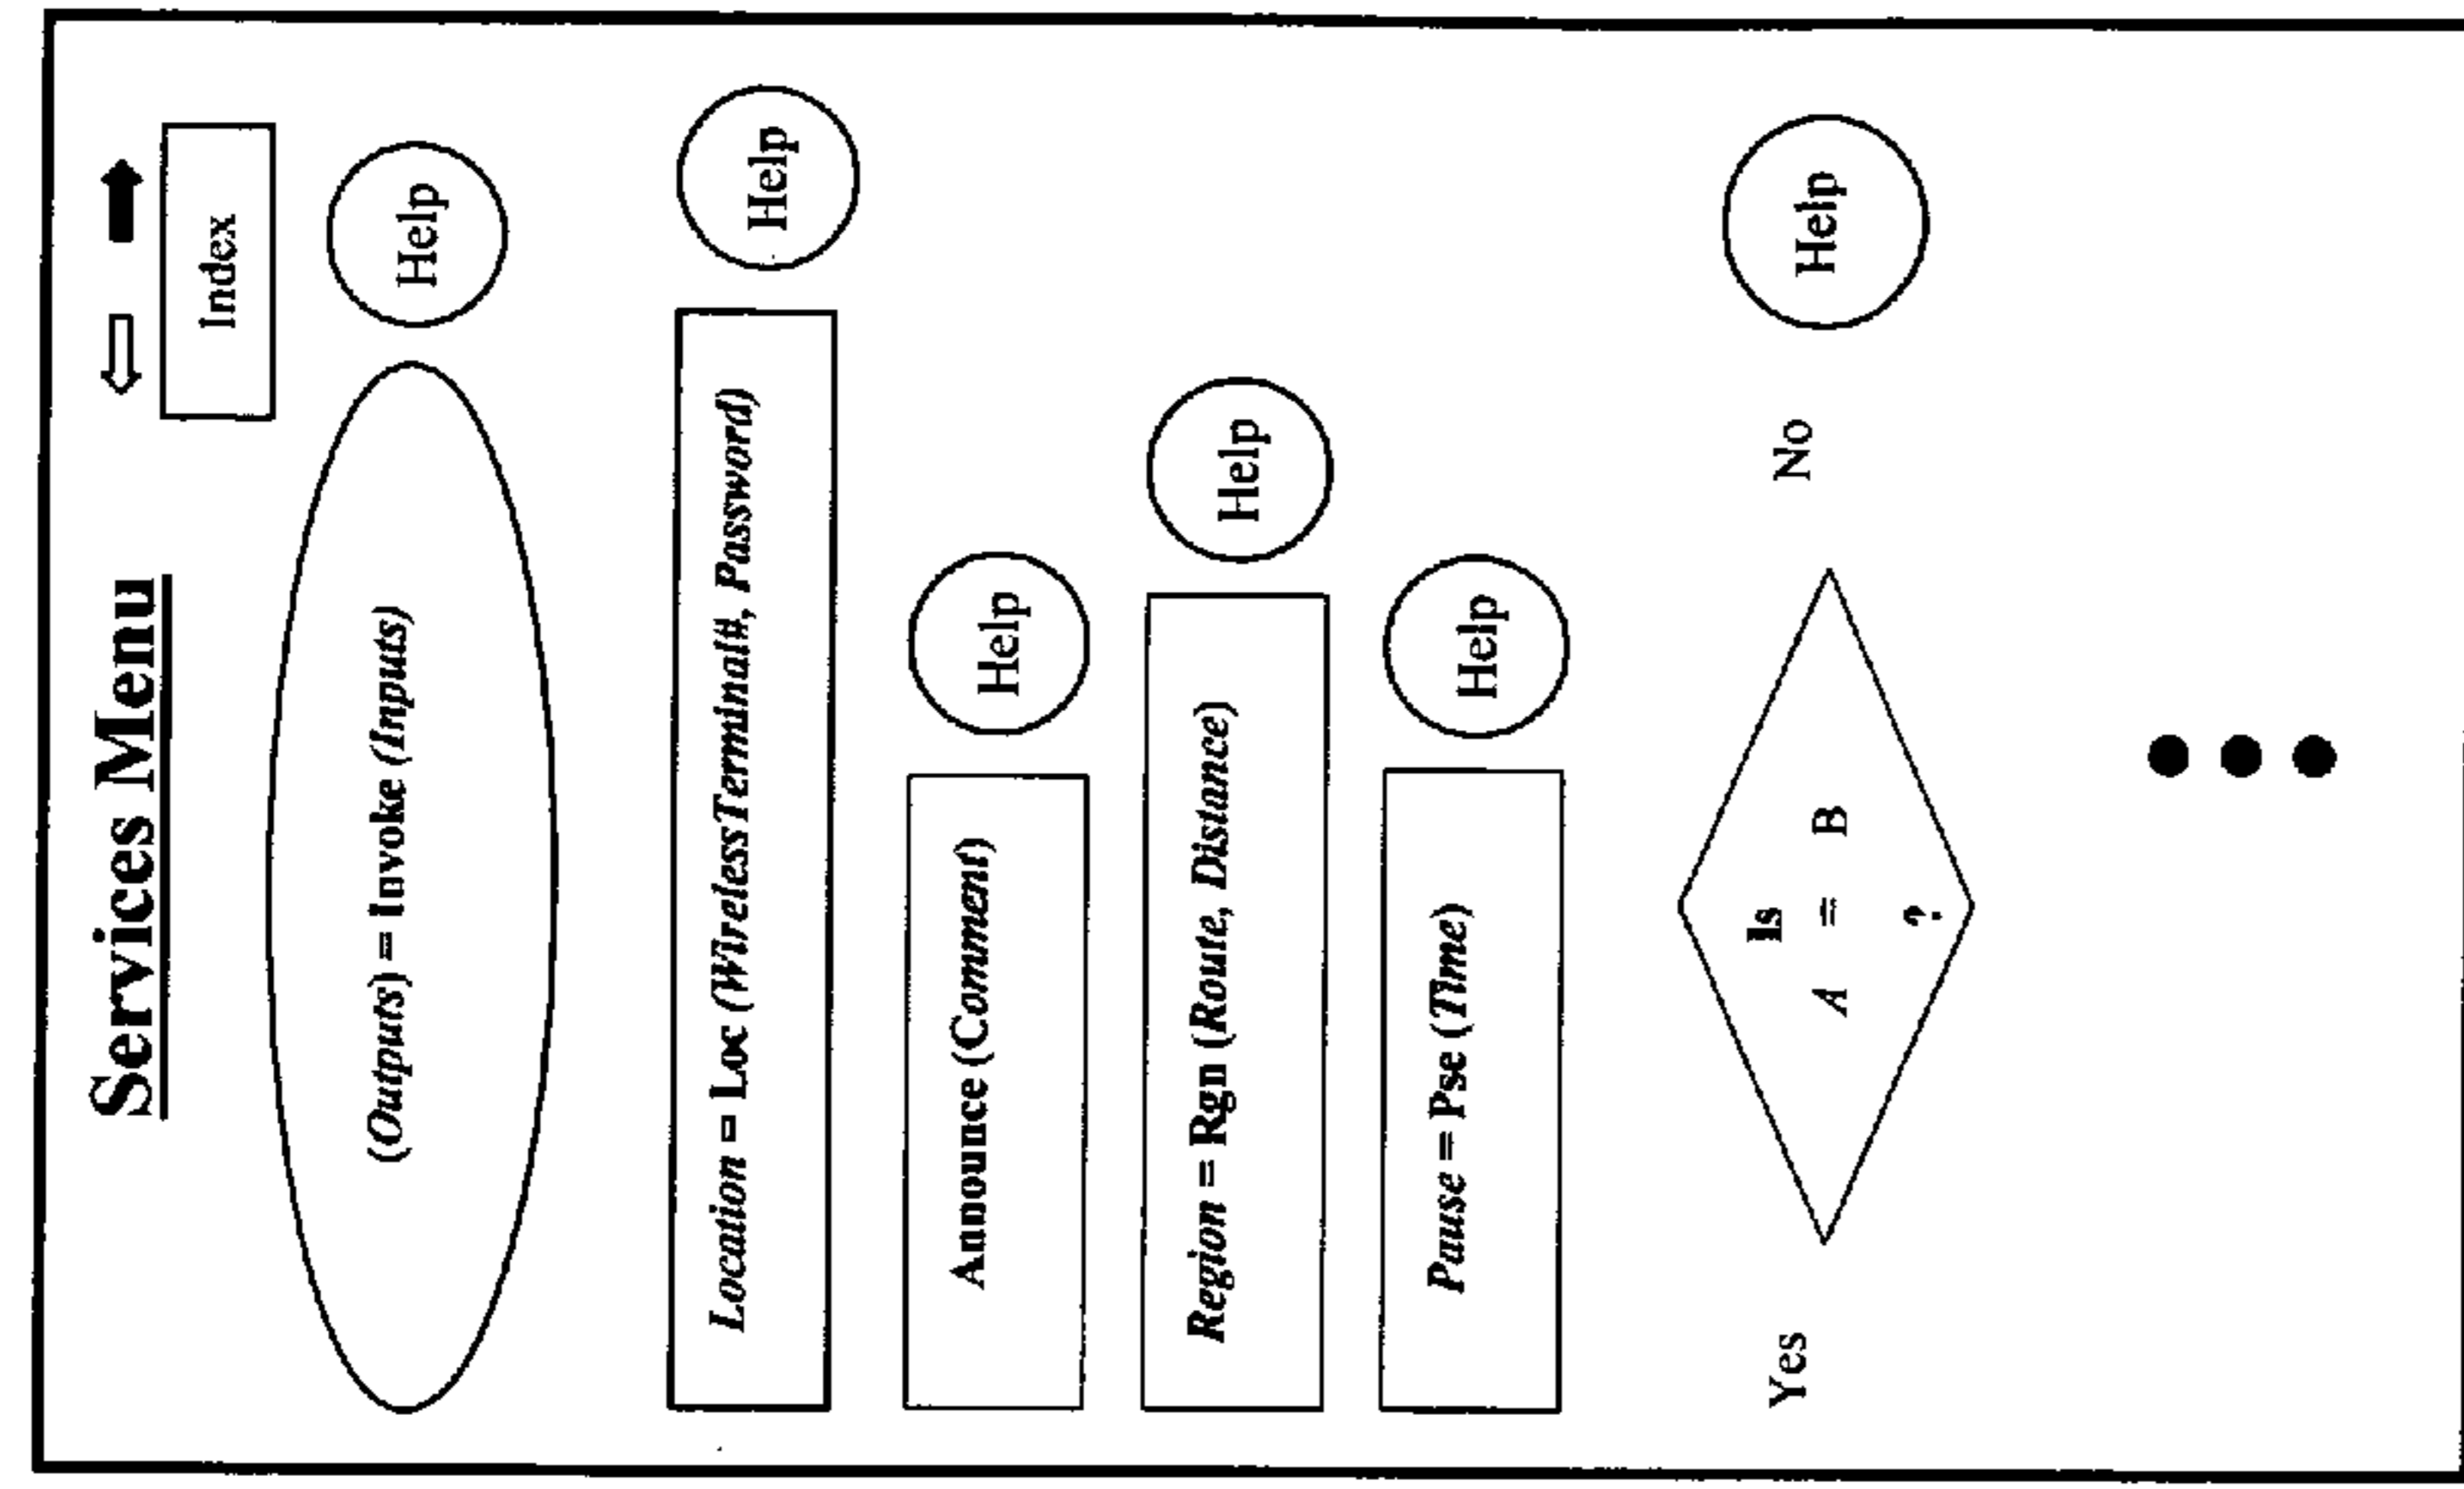 Services Menu
Index
(Outputs) = Invoke (Inputs)
Help
Location = Loc (WirelessTerminal#, Password)
Help
Announce (Comment)
Help
Region = Rgn (Route, Distance)
Help
Pause = Pse (Time)
Help
Yes
Is
A = B
?
No
Help